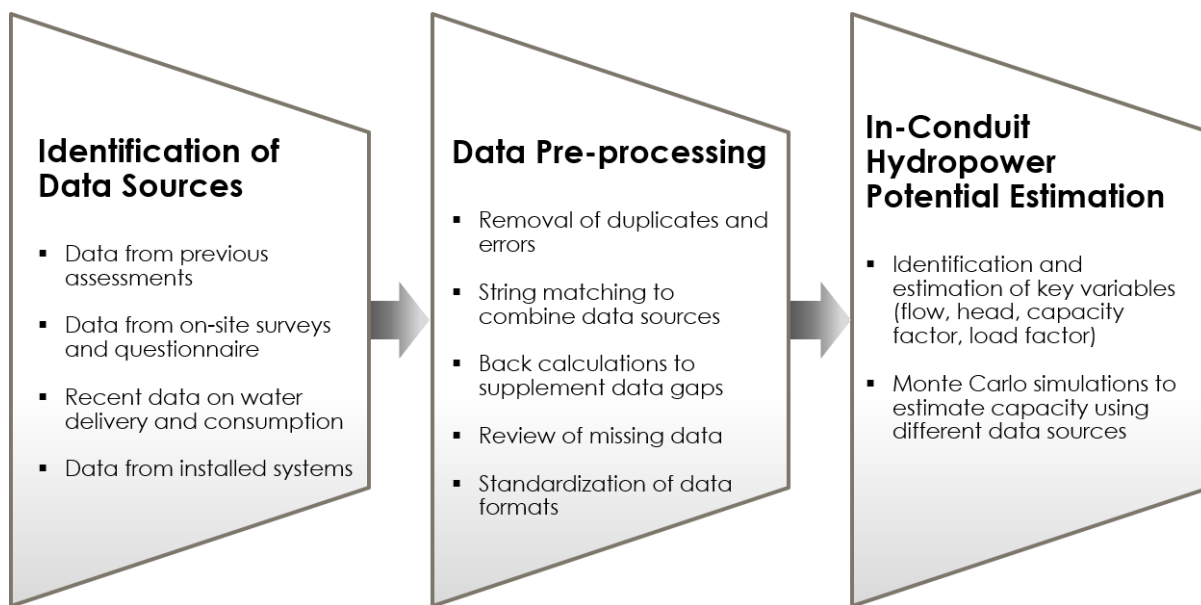 Identification of
Data Sources
▪ Data from previous
assessments
▪ Data from on-site surveys
and questionnaire
▪ Recent data on water
delivery and consumption
▪ Data from installed systems
Data Pre-processing
▪ Removal of duplicates and
errors
▪ String matching to
combine data sources
▪ Back calculations to
supplement data gaps
▪ Review of missing data
▪ Standardization of data
formats
In-Conduit
Hydropower
Potential Estimation
▪ Identification and
estimation of key variables
(flow, head, capacity
factor, load factor)
▪ Monte Carlo simulations to
estimate capacity using
different data sources